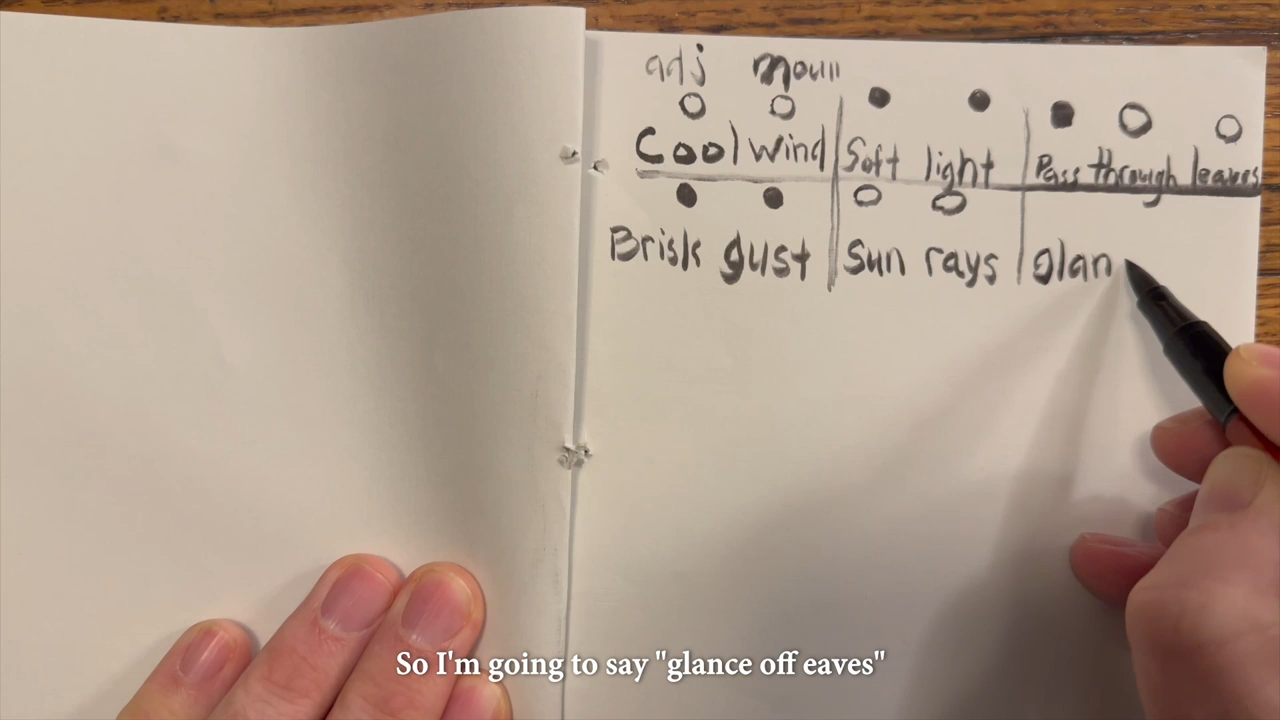 adj noun
Cool wind Soft light Pass through leaves
Brisk gust Sun rays glan
So I'm going to say "glance off eaves"